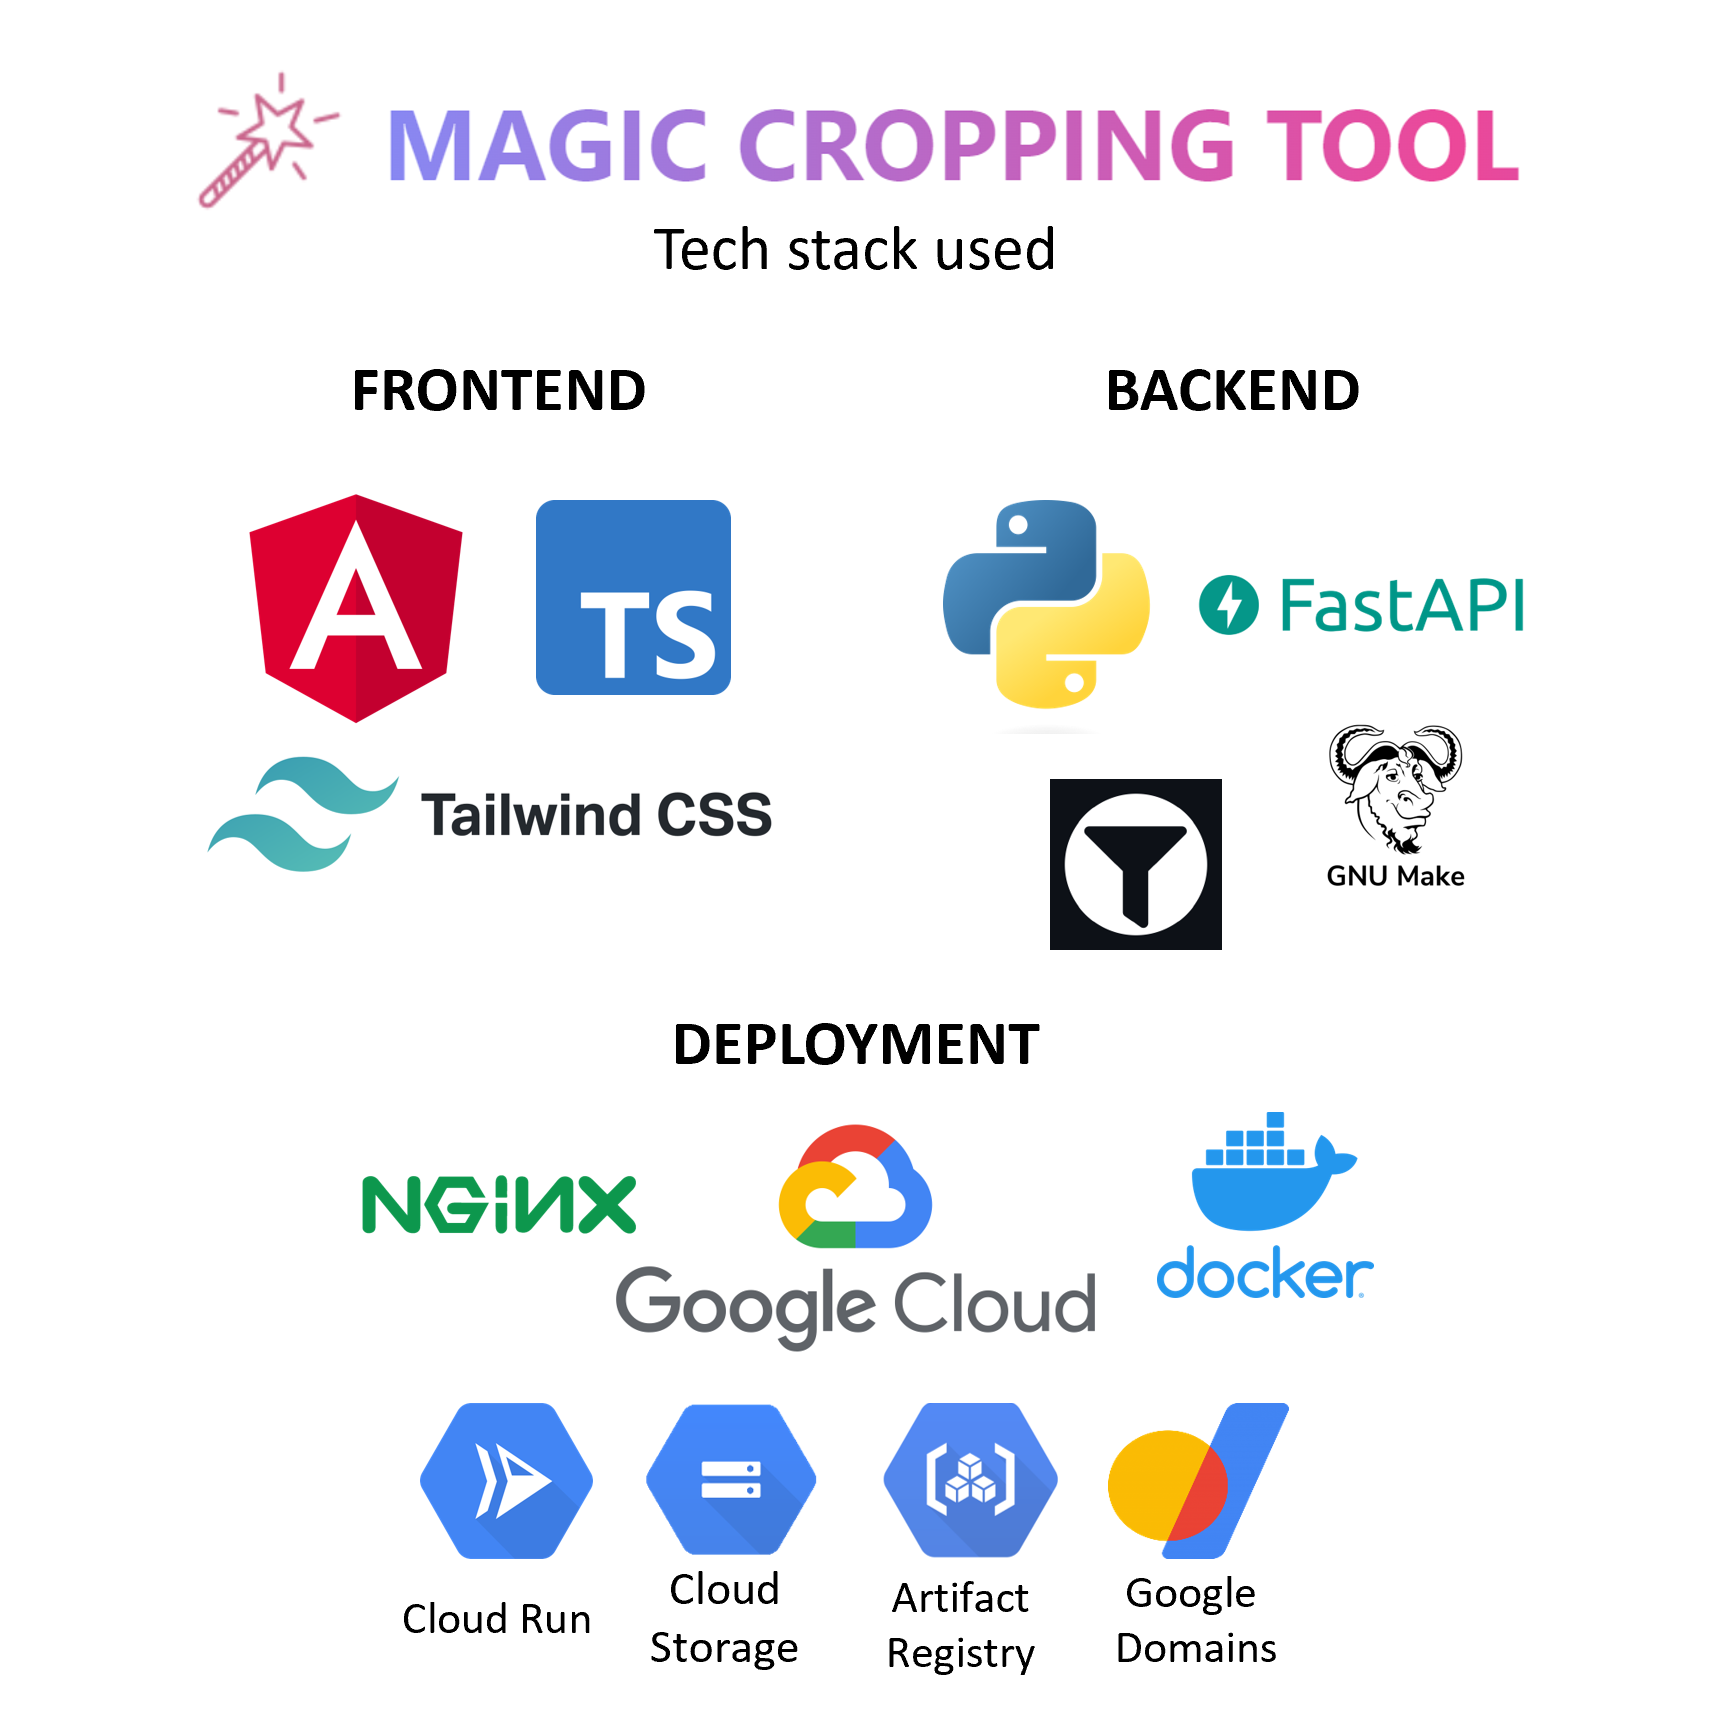 MAGIC CROPPING TOOL
Tech stack used
FRONTEND
BACKEND
A
TS
FastAPI
Tailwind CSS
GNU Make
DEPLOYMENT
NGiNX
docker
Google Cloud
Cloud Run
Cloud
Storage
Artifact
Registry
Google
Domains